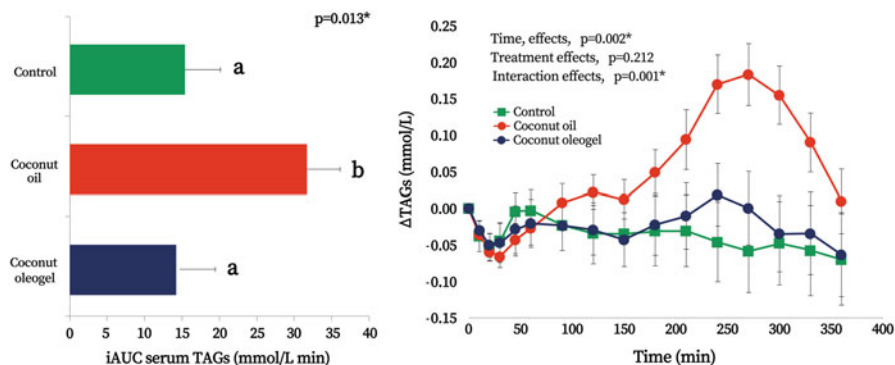 p=0.013*
Control
a
Coconut
oil
b
Coconut
oleogel
a
0 5 10 15 20 25 30 35 40
iAUC serum TAGs (mmol/L min)
0.25
0.20
0.15
0.10
0.05
0.00
-0.05
-0.10
-0.15
ΔTAGs (mmol/L)
Time, effects, p=0.002*
Treatment effects, p=0.212
Interaction effects, p=0.001*
Control
Coconut oil
Coconut oleogel
0 50 100 150 200 250 300 350 400
Time (min)